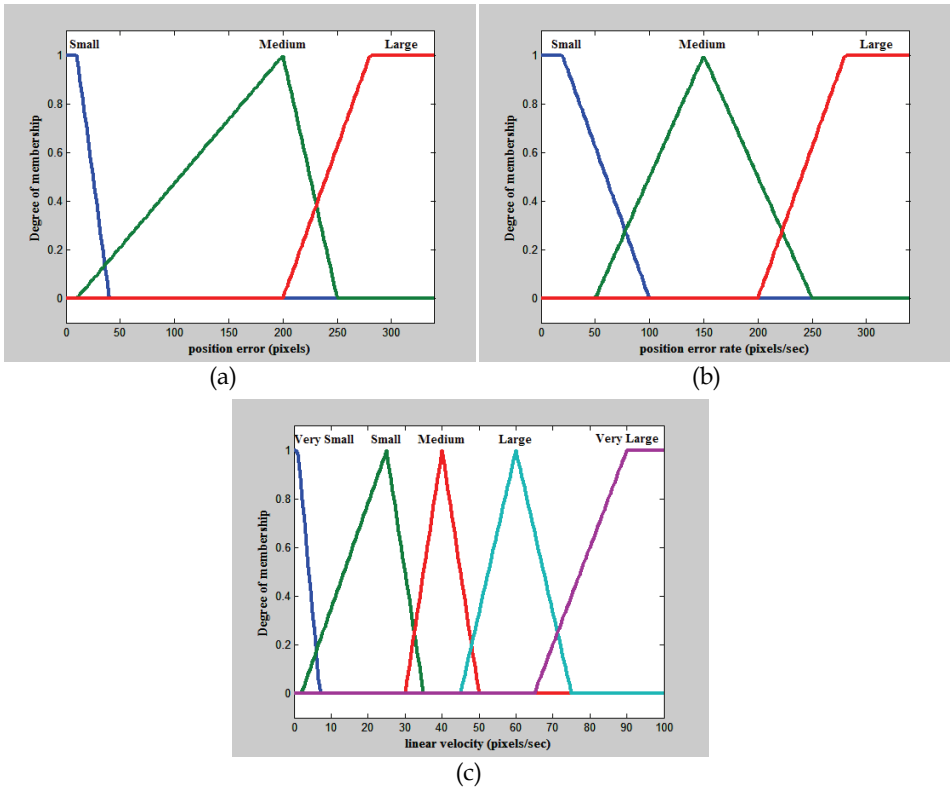 Small Medium Large
1
0.8
0.6
0.4
0.2
0
Degree of membership
0 50 100 150 200 250 300
position error (pixels)
(a)
Small Medium Large
1
0.8
0.6
0.4
0.2
0
Degree of membership
0 50 100 150 200 250 300
position error rate (pixels/sec)
(b)
Very Small Small Medium Large Very Large
1
0.8
0.6
0.4
0.2
0
Degree of membership
0 10 20 30 40 50 60 70 80 90 100
linear velocity (pixels/sec)
(c)